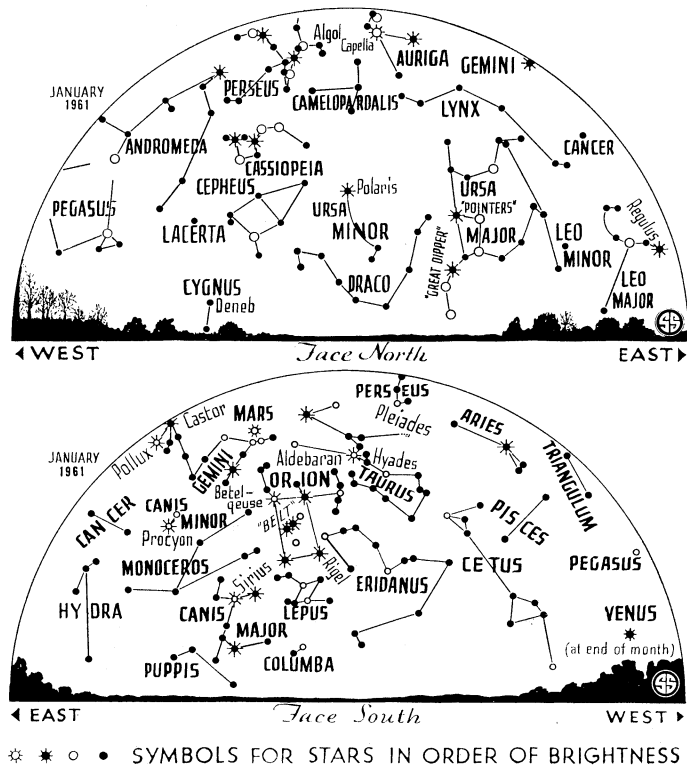 JANUARY
1961
Algol
Capella
AURIGA
GEMINI
PERSEUS
CAMELOPARDALIS
LYNX
ANDROMEDA
CASSIOPEIA
CANCER
CEPHEUS
Polaris
URSA
MINOR
URSA
"POINTERS"
MAJOR
"GREAT DIPPER"
PEGASUS
LACERTA
LEO
MINOR
Regulus
LEO
MAJOR
CYGNUS
Deneb
DRACO
WEST
Face North
EAST
JANUARY
1961
PERSEUS
Pleiades
ARIES
TRIANGULUM
Castor
MARS
Pollux
GEMINI
Aldebaran
Hyades
TAURUS
ORION
Betel-
geuse
"BELT"
CANCER
CANIS
MINOR
Procyon
PISCES
MONOCEROS
Sirius
Rigel
ERIDANUS
CETUS
PEGASUS
HYDRA
CANIS
MAJOR
LEPUS
VENUS
(at end of month)
PUPPIS
COLUMBA
EAST
Face South
WEST
SYMBOLS FOR STARS IN ORDER OF BRIGHTNESS